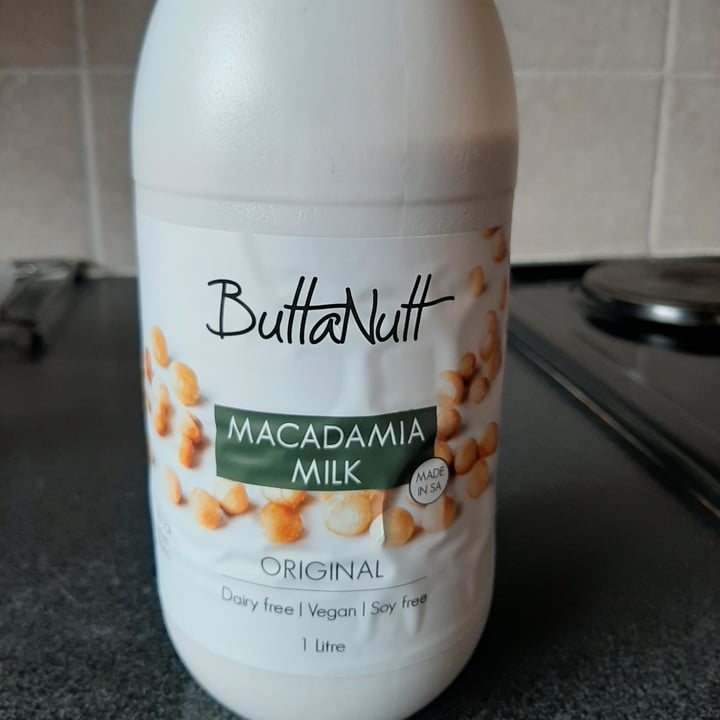 ButtaNutt
MACADAMIA
MILK
MADE
IN SA
ORIGINAL
Dairy free | Vegan | Soy free
1 Litre